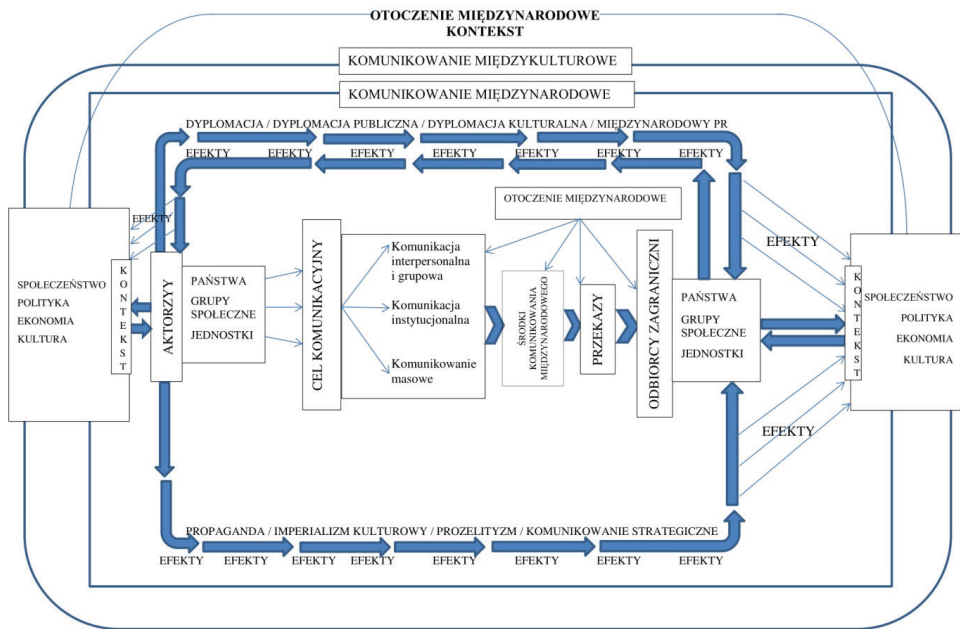 OTOCZENIE MIĘDZYNARODOWE
KONTEKST
KOMUNIKOWANIE MIĘDZYKULTUROWE
KOMUNIKOWANIE MIĘDZYNARODOWE
DYPLOMACJA / DYPLOMACJA PUBLICZNA / DYPLOMACJA KULTURALNA / MIĘDZYNARODOWY PR
EFEKTY EFEKTY EFEKTY EFEKTY EFEKTY EFEKTY EFEKTY
EFEKTY
SPOŁECZEŃSTWO
POLITYKA
EKONOMIA
KULTURA
KONTEKST
AKTORZYY
PAŃSTWA
GRUPY
SPOŁECZNE
JEDNOSTKI
CEL KOMUNIKACYJNY
Komunikacja
interpersonalna
i grupowa
Komunikacja
instytucjonalna
Komunikowanie
masowe
OTOCZENIE MIĘDZYNARODOWE
ŚRODKI
KOMUNIKOWANIA
MIĘDZYNARODOWEGO
PRZEKAZY
ODBIORCY ZAGRANICZNI
PAŃSTWA
GRUPY
SPOŁECZNE
JEDNOSTKI
EFEKTY
EFEKTY
KONTEKST
SPOŁECZEŃSTWO
POLITYKA
EKONOMIA
KULTURA
PROPAGANDA / IMPERIALIZM KULTUROWY / PROZELITYZM / KOMUNIKOWANIE STRATEGICZNE
EFEKTY EFEKTY EFEKTY EFEKTY EFEKTY EFEKTY EFEKTY